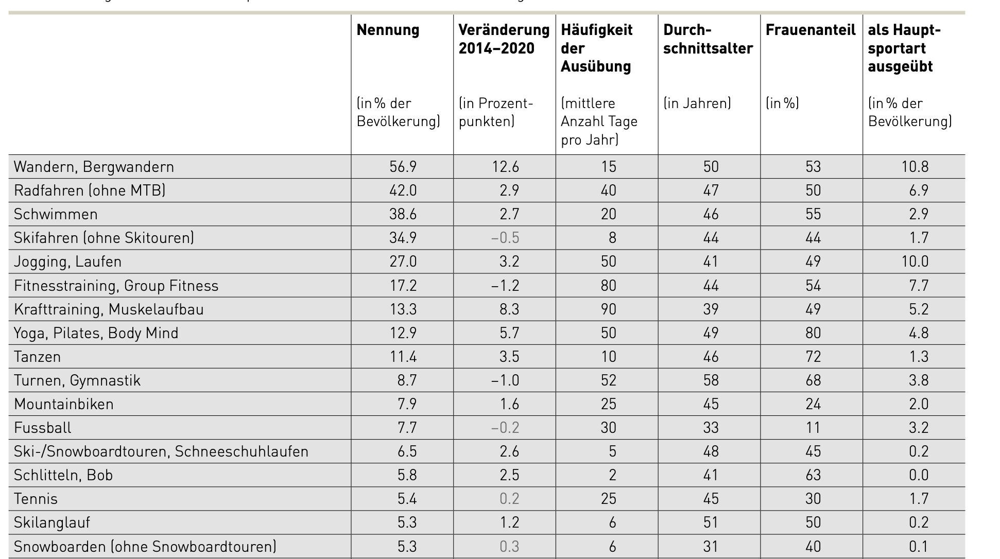 Nennung Veränderung 2014–2020 Häufigkeit der Ausübung Durch-schnittsalter Frauenanteil als Haupt-sportart ausgeübt
(in % der Bevölkerung) (in Prozent-punkten) (mittlere Anzahl Tage pro Jahr) (in Jahren) (in %) (in % der Bevölkerung)
Wandern, Bergwandern 56.9 12.6 15 50 53 10.8
Radfahren (ohne MTB) 42.0 2.9 40 47 50 6.9
Schwimmen 38.6 2.7 20 46 55 2.9
Skifahren (ohne Skitouren) 34.9 –0.5 8 44 44 1.7
Jogging, Laufen 27.0 3.2 50 41 49 10.0
Fitnesstraining, Group Fitness 17.2 –1.2 80 44 54 7.7
Krafttraining, Muskelaufbau 13.3 8.3 90 39 49 5.2
Yoga, Pilates, Body Mind 12.9 5.7 50 49 80 4.8
Tanzen 11.4 3.5 10 46 72 1.3
Turnen, Gymnastik 8.7 –1.0 52 58 68 3.8
Mountainbiken 7.9 1.6 25 45 24 2.0
Fussball 7.7 –0.2 30 33 11 3.2
Ski-/Snowboardtouren, Schneeschuhlaufen 6.5 2.6 5 48 45 0.2
Schlitteln, Bob 5.8 2.5 2 41 63 0.0
Tennis 5.4 0.2 25 45 30 1.7
Skilanglauf 5.3 1.2 6 51 50 0.2
Snowboarden (ohne Snowboardtouren) 5.3 0.3 6 31 40 0.1